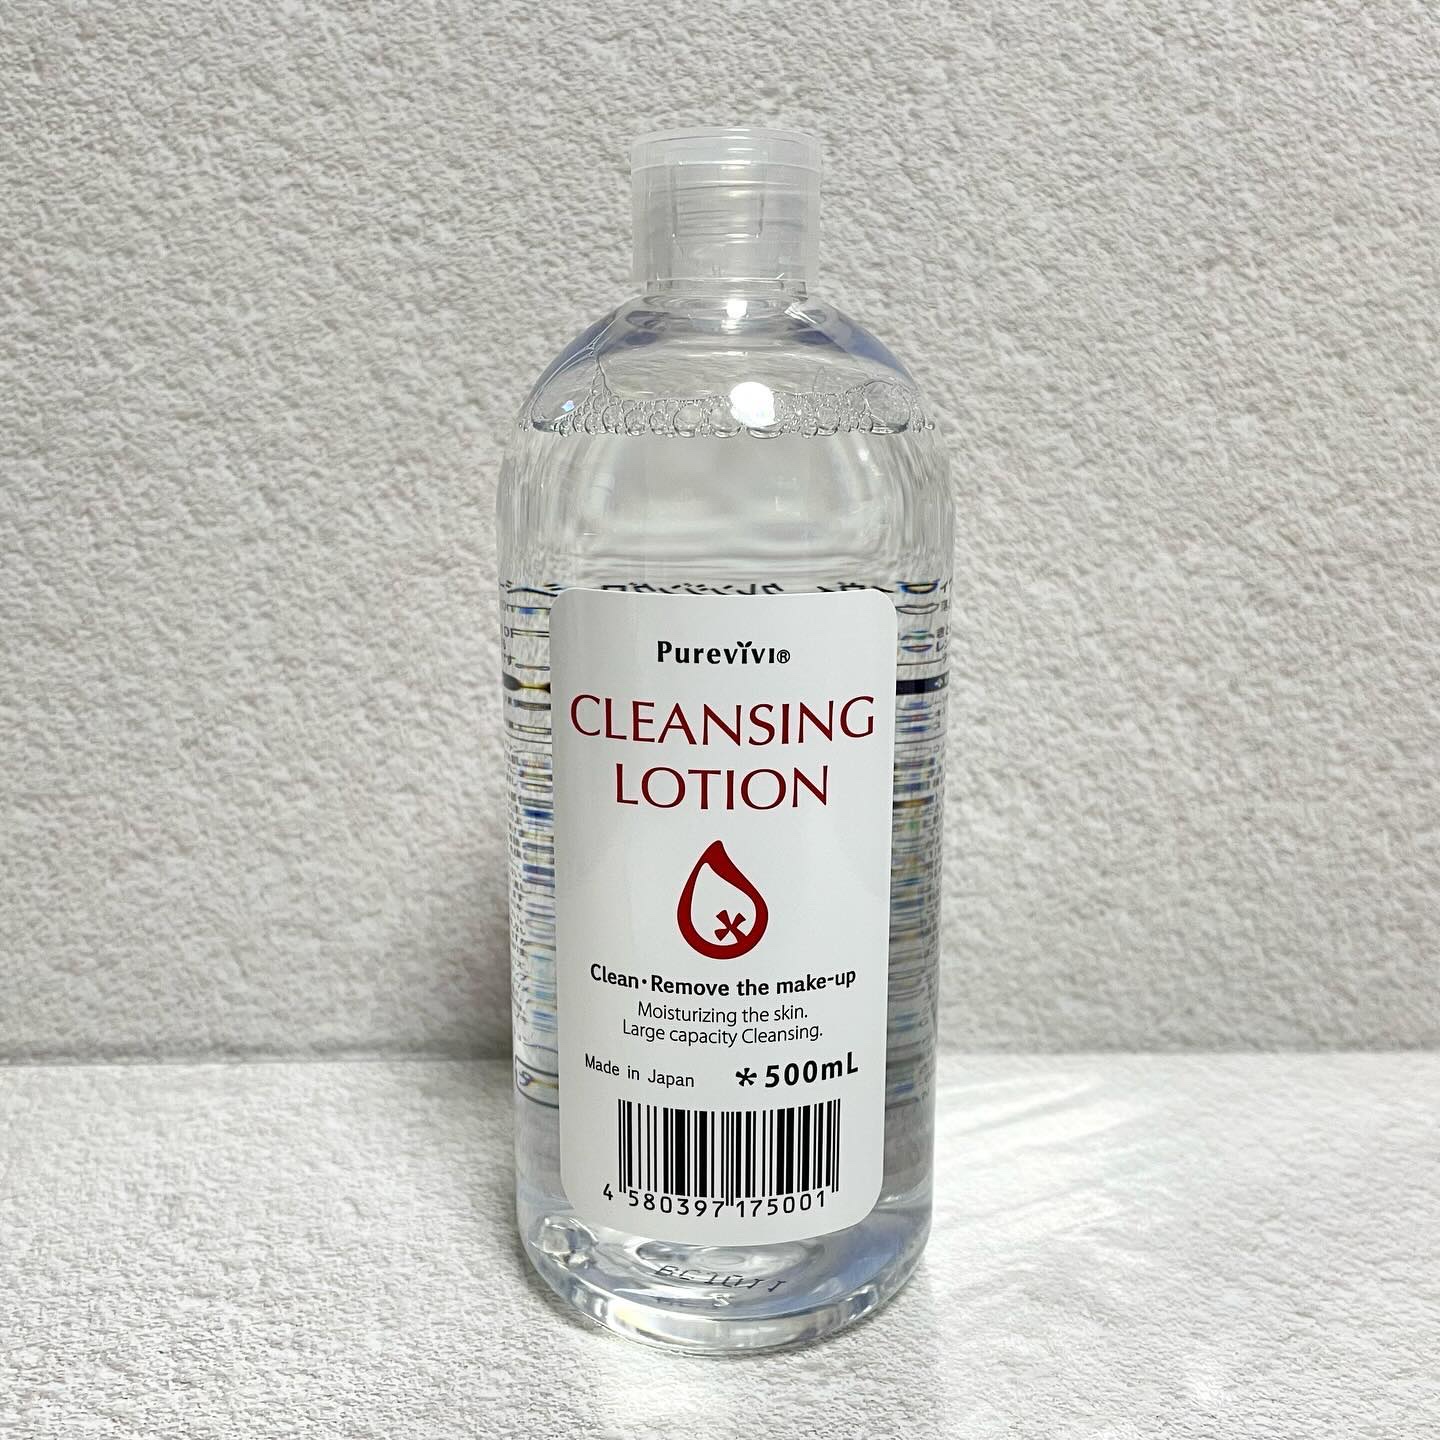 Purevivi®
CLEANSING
LOTION
Clean・Remove the make-up
Moisturizing the skin.
Large capacity Cleansing.
Made in Japan *500mL
4 580397 175001